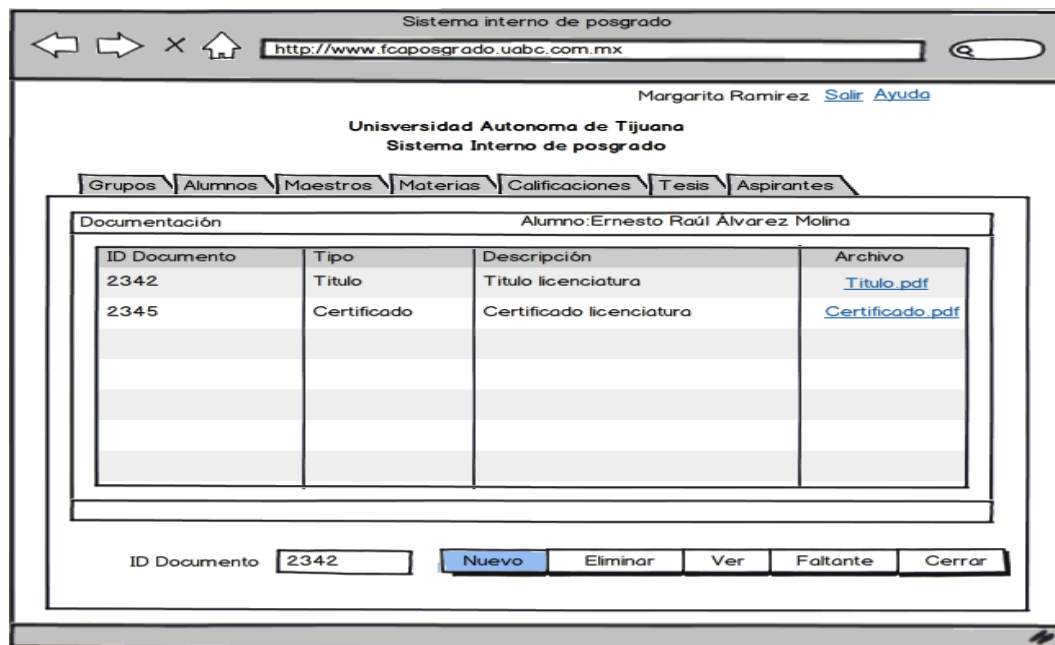 Sistema interno de posgrado
http://www.fcaposgrado.uabc.com.mx
Margarita Ramirez Salir Ayuda
Unisversidad Autonoma de Tijuana
Sistema Interno de posgrado
Grupos Alumnos Maestros Materias Calificaciones Tesis Aspirantes
Documentación Alumno:Ernesto Raúl Álvarez Molina
ID Documento Tipo Descripción Archivo
2342 Titulo Titulo licenciatura Titulo.pdf
2345 Certificado Certificado licenciatura Certificado.pdf
ID Documento 2342 Nuevo Eliminar Ver Faltante Cerrar